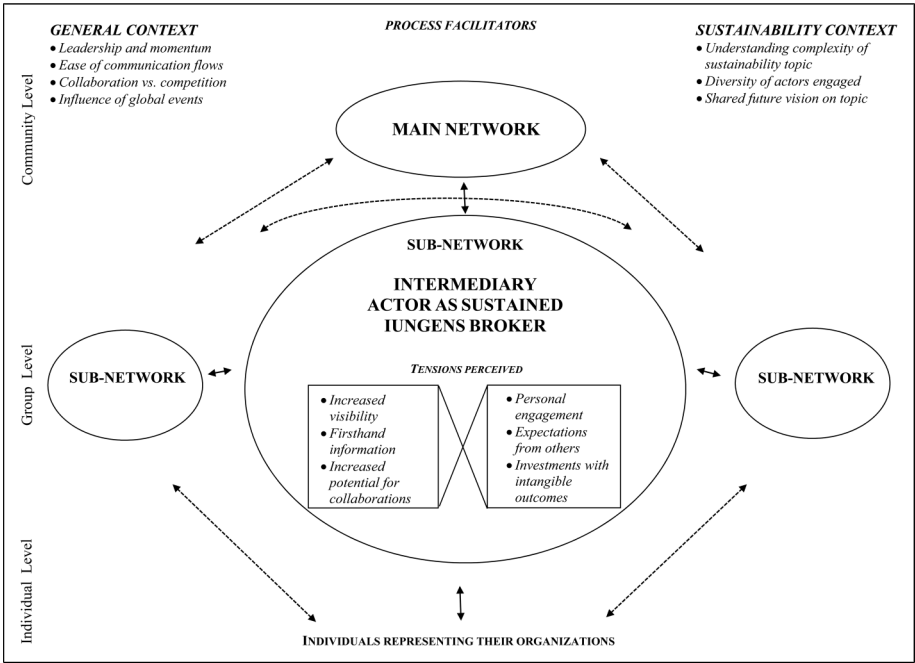 PROCESS FACILITATORS
GENERAL CONTEXT
• Leadership and momentum
• Ease of communication flows
• Collaboration vs. competition
• Influence of global events
SUSTAINABILITY CONTEXT
• Understanding complexity of
sustainability topic
• Diversity of actors engaged
• Shared future vision on topic
Community Level
MAIN NETWORK
SUB-NETWORK
INTERMEDIARY
ACTOR AS SUSTAINED
IUNGENS BROKER
Group Level
SUB-NETWORK
SUB-NETWORK
TENSIONS PERCEIVED
• Increased
visibility
• Firsthand
information
• Increased
potential for
collaborations
• Personal
engagement
• Expectations
from others
• Investments with
intangible
outcomes
Individual Level
INDIVIDUALS REPRESENTING THEIR ORGANIZATIONS